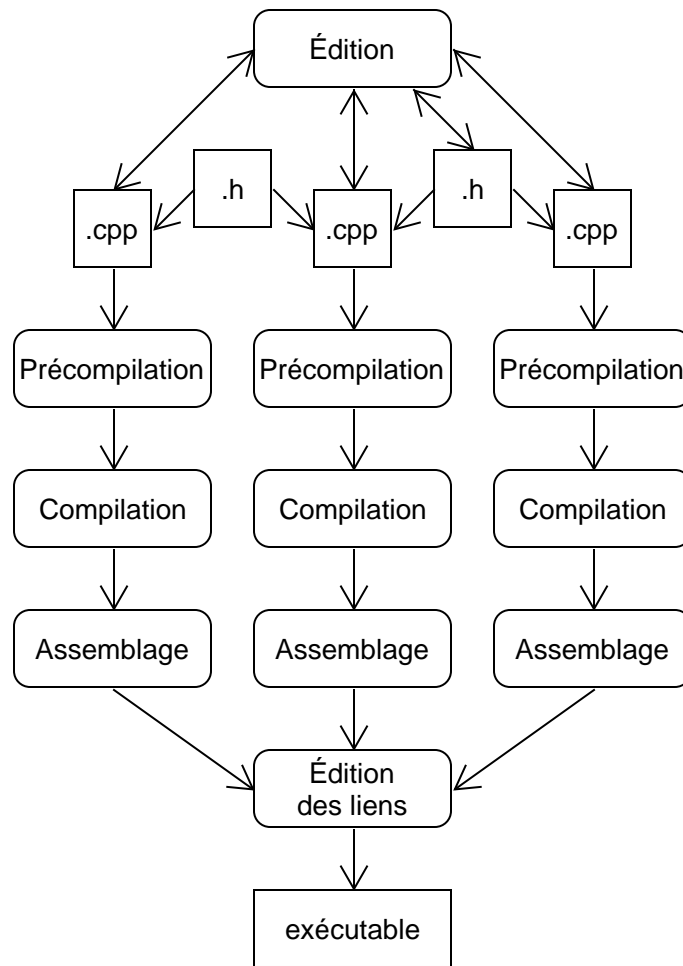 Édition
.h
.h
.cpp
.cpp
.cpp
Précompilation
Précompilation
Précompilation
Compilation
Compilation
Compilation
Assemblage
Assemblage
Assemblage
Édition
des liens
exécutable